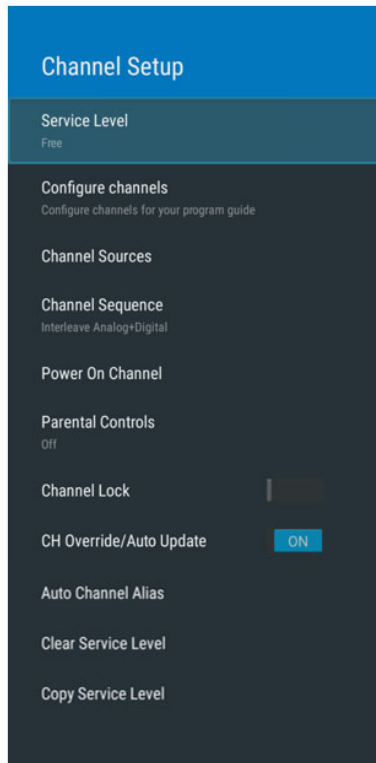 Channel Setup
Service Level
Free
Configure channels
Configure channels for your program guide
Channel Sources
Channel Sequence
Interleave Analog+Digital
Power On Channel
Parental Controls
Off
Channel Lock
CH Override/Auto Update ON
Auto Channel Alias
Clear Service Level
Copy Service Level